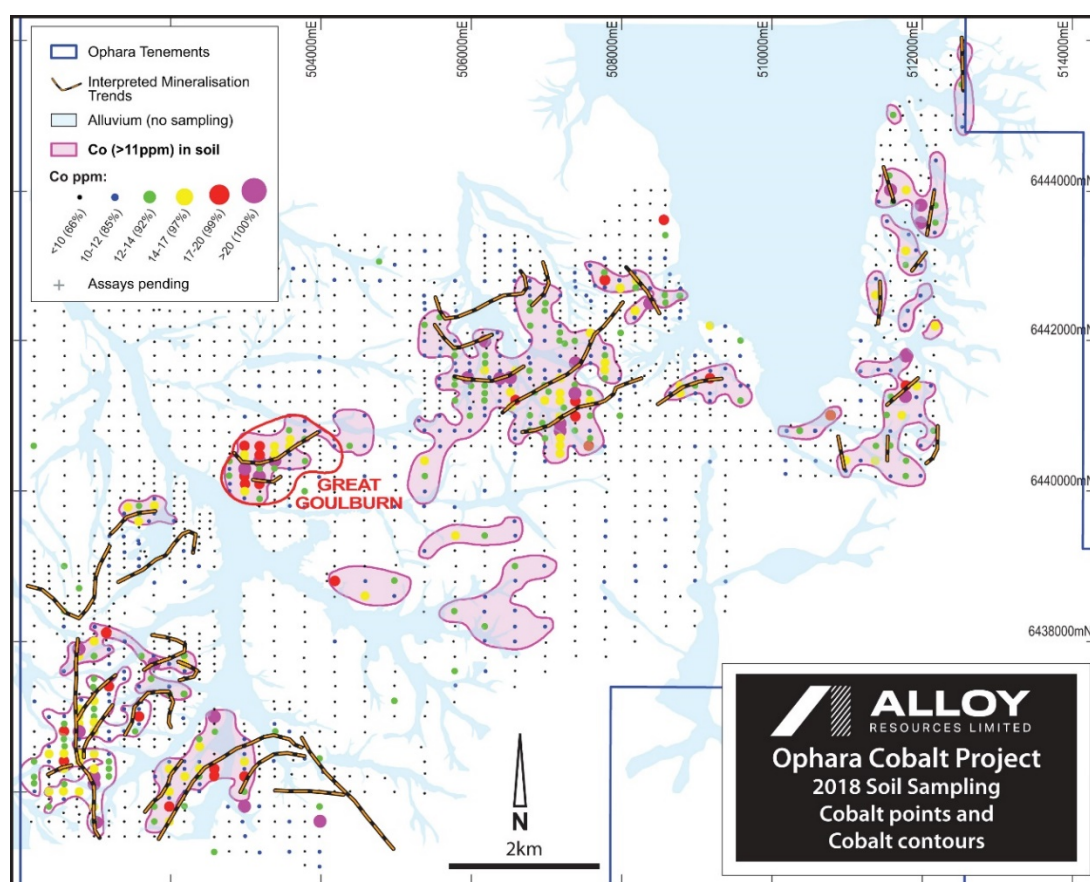 Ophara Tenements
Interpreted Mineralisation
Trends
Alluvium (no sampling)
Co (>11ppm) in soil
Co ppm:
<10 (66%)
10-12 (85%)
12-14 (92%)
14-17 (97%)
17-20 (99%)
>20 (100%)
Assays pending
504000mE
506000mE
508000mE
510000mE
512000mE
514000mE
6444000mN
6442000mN
6440000mN
6438000mN
GREAT
GOULBURN
N
2km
ALLOY
RESOURCES LIMITED
Ophara Cobalt Project
2018 Soil Sampling
Cobalt points and
Cobalt contours